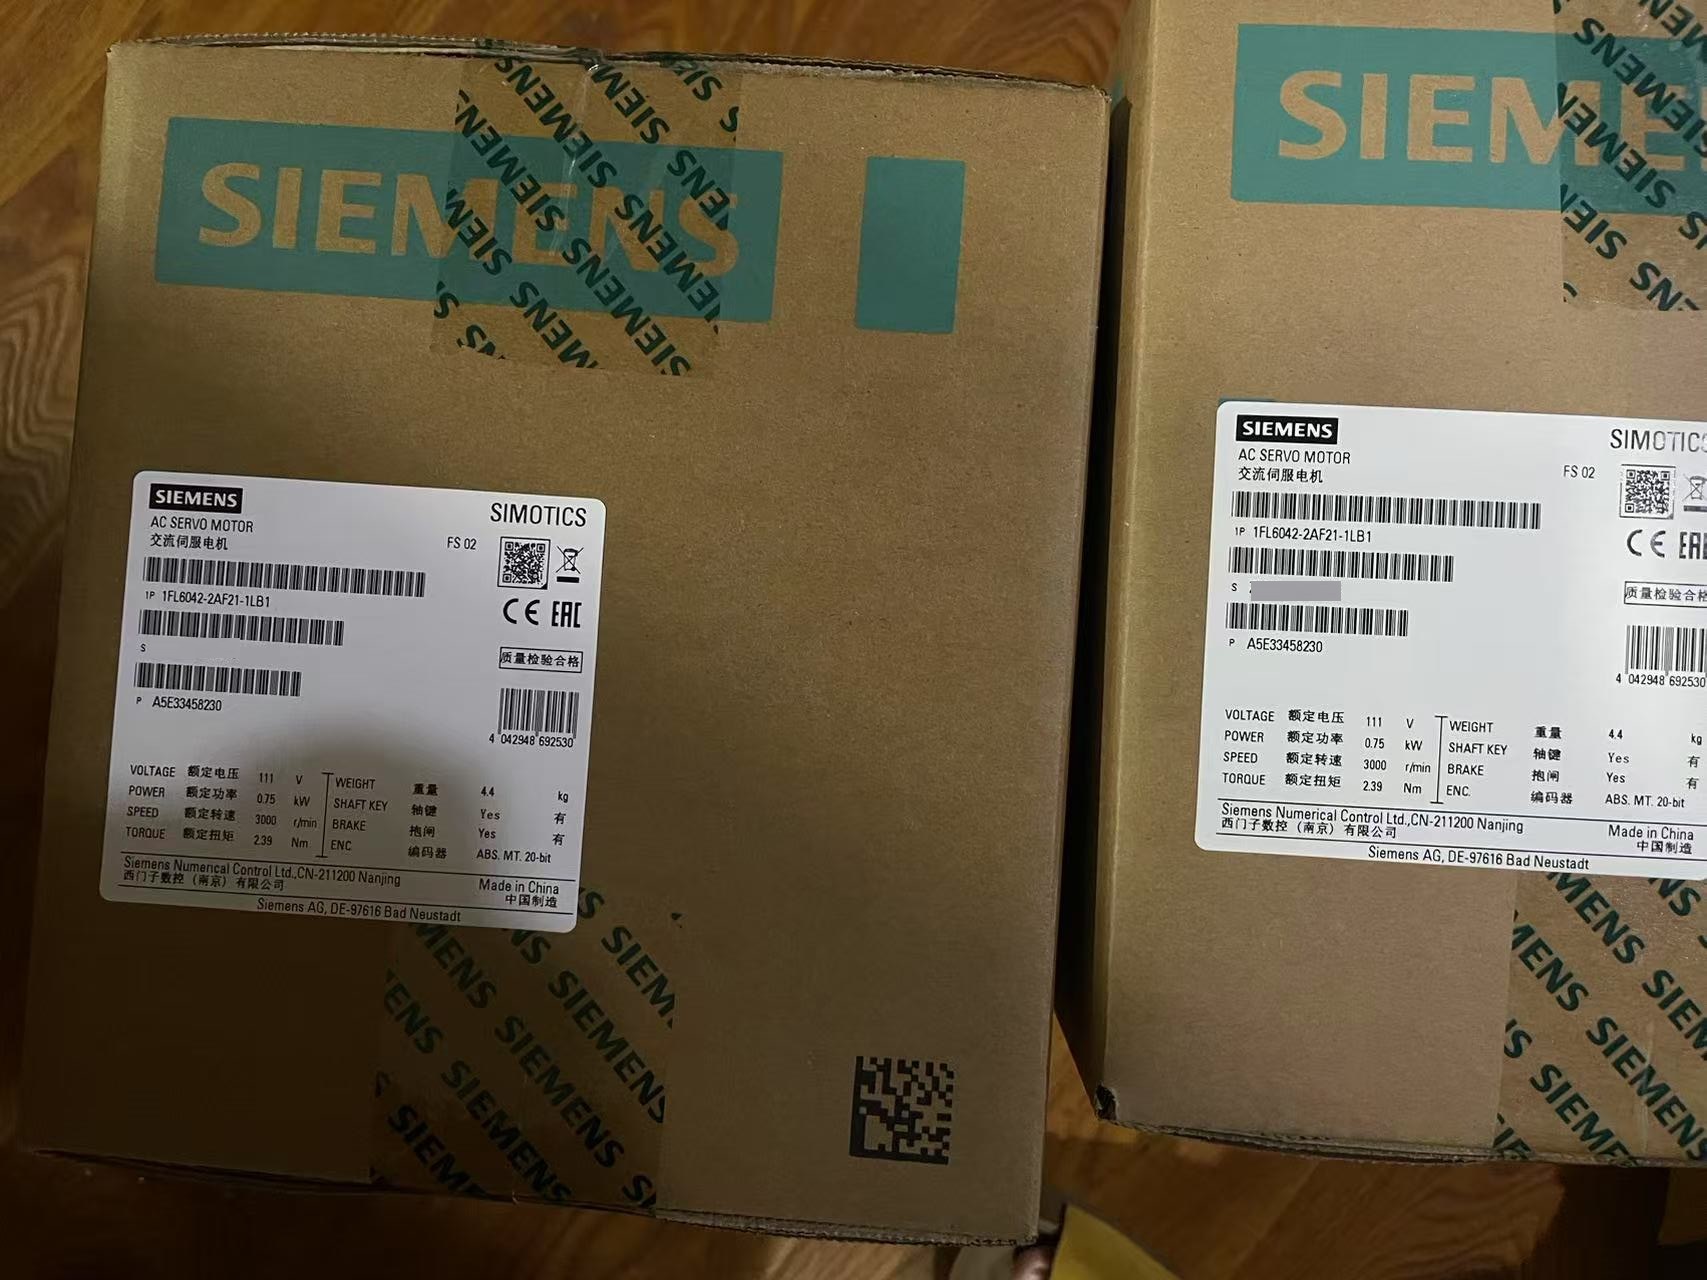 SIEMENS
SIEMENS
AC SERVO MOTOR
交流伺服电机
SIMOTICS
FS 02
1P 1FL6042-2AF21-1LB1
CE EAC
S
质量检验合格
P A5E33458230
4 042948 692530
VOLTAGE 额定电压 111 V WEIGHT 重量 4.4 kg
POWER 额定功率 0.75 kW SHAFT KEY 轴键 Yes 有
SPEED 额定转速 3000 r/min BRAKE 抱闸 Yes 有
TORQUE 额定扭矩 2.39 Nm ENC 编码器 ABS. MT. 20-bit
Siemens Numerical Control Ltd.,CN-211200 Nanjing
西门子数控（南京）有限公司
Made in China
中国制造
Siemens AG, DE-97616 Bad Neustadt
SIEME
SIEMENS
AC SERVO MOTOR
交流伺服电机
SIMOTICS
FS 02
1P 1FL6042-2AF21-1LB1
CE EA
S
质量检验合格
P A5E33458230
4 042948 692530
VOLTAGE 额定电压 111 V WEIGHT 重量 4.4 kg
POWER 额定功率 0.75 kW SHAFT KEY 轴键 Yes 有
SPEED 额定转速 3000 r/min BRAKE 抱闸 Yes 有
TORQUE 额定扭矩 2.39 Nm ENC. 编码器 ABS. MT. 20-bit
Siemens Numerical Control Ltd.,CN-211200 Nanjing
西门子数控（南京）有限公司
Made in China
中国制造
Siemens AG, DE-97616 Bad Neustadt
SIEMENS SIEMENS SIEMENS